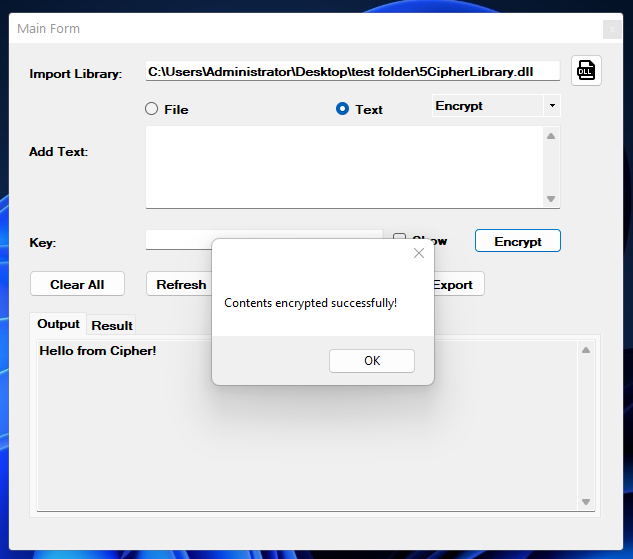 Main Form
Import Library: C:\Users\Administrator\Desktop\test folder\5CipherLibrary.dll
DLL
File Text Encrypt
Add Text:
Key: Show Encrypt
Clear All Refresh Export
Contents encrypted successfully!
OK
Output Result
Hello from Cipher!